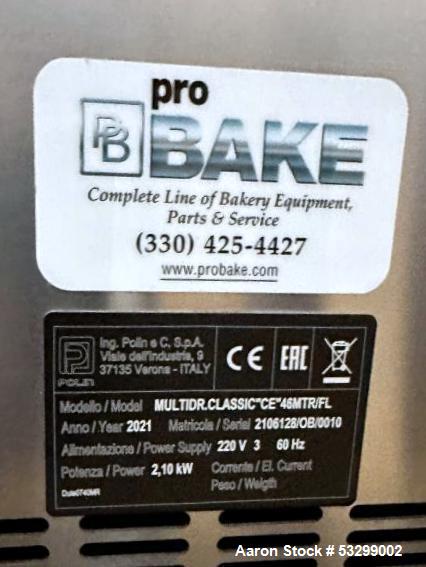 pro
PB BAKE
Complete Line of Bakery Equipment,
Parts & Service
(330) 425-4427
www.probake.com
Ing. Polin e C. S.p.A.
Viale dell'Industria, 9
37135 Verona - ITALY
POLIN
CE EAC
Modello / Model MULTIDR.CLASSIC"CE"46MTR/FL
Anno / Year 2021 Matricola / Serial 2106128/OB/0010
Alimentazione / Power Supply 220 V 3 60 Hz
Potenza / Power 2,10 kW Corrente / El. Current
Peso / Weigth
Aaron Stock # 53299002